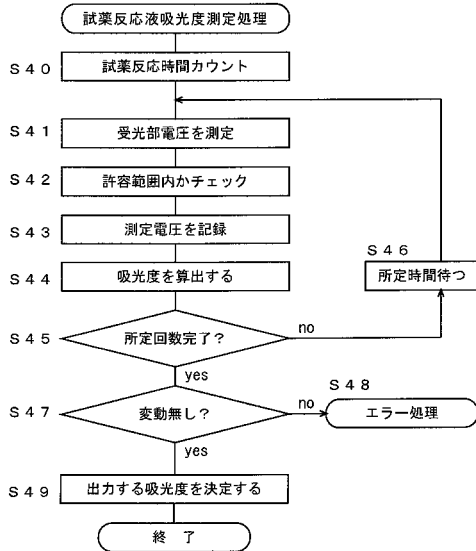 試薬反応液吸光度測定処理
S40 試薬反応時間カウント
S41 受光部電圧を測定
S42 許容範囲内かチェック
S43 測定電圧を記録
S46
S44 吸光度を算出する
所定時間待つ
S45 所定回数完了?
no
yes
S48
S47 変動無し?
no
エラー処理
yes
S49 出力する吸光度を決定する
終 了